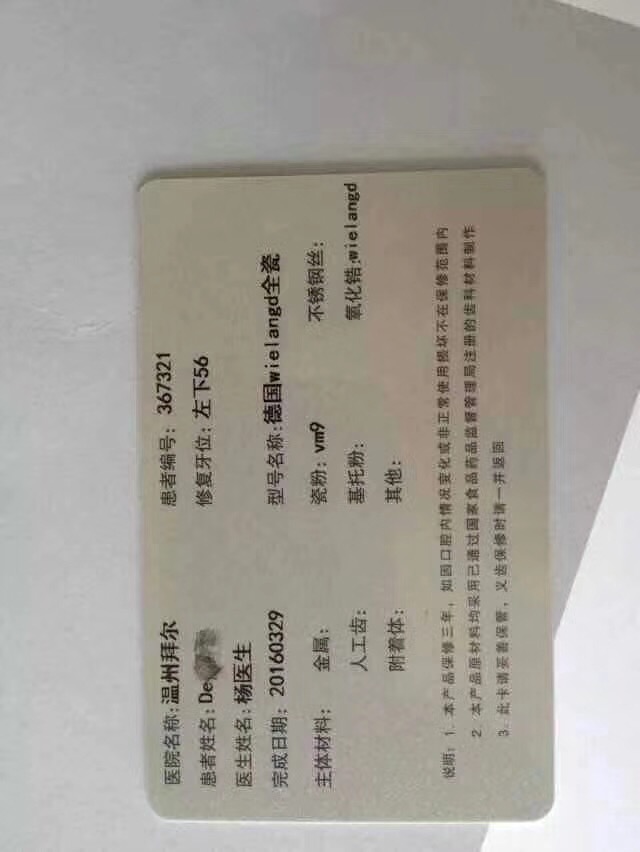 医院名称:温州拜尔 患者编号: 367321
患者姓名:De 修复牙位:左下56
医生姓名:杨医生
完成日期: 20160329 型号名称:德国wielangd全瓷
主体材料: 金属: 瓷粉: vm9 不锈钢丝:
人工齿: 基托粉: 氧化锆:wielangd
附着体: 其他:
说明: 1. 本产品保修三年, 如因口腔内情况变化或非正常使用损坏不在保修范围内
2. 本产品原材料均采用已通过国家食品药品监督管理局注册的齿科材料制作
3. 此卡请妥善保管, 义齿保修时请一并返回